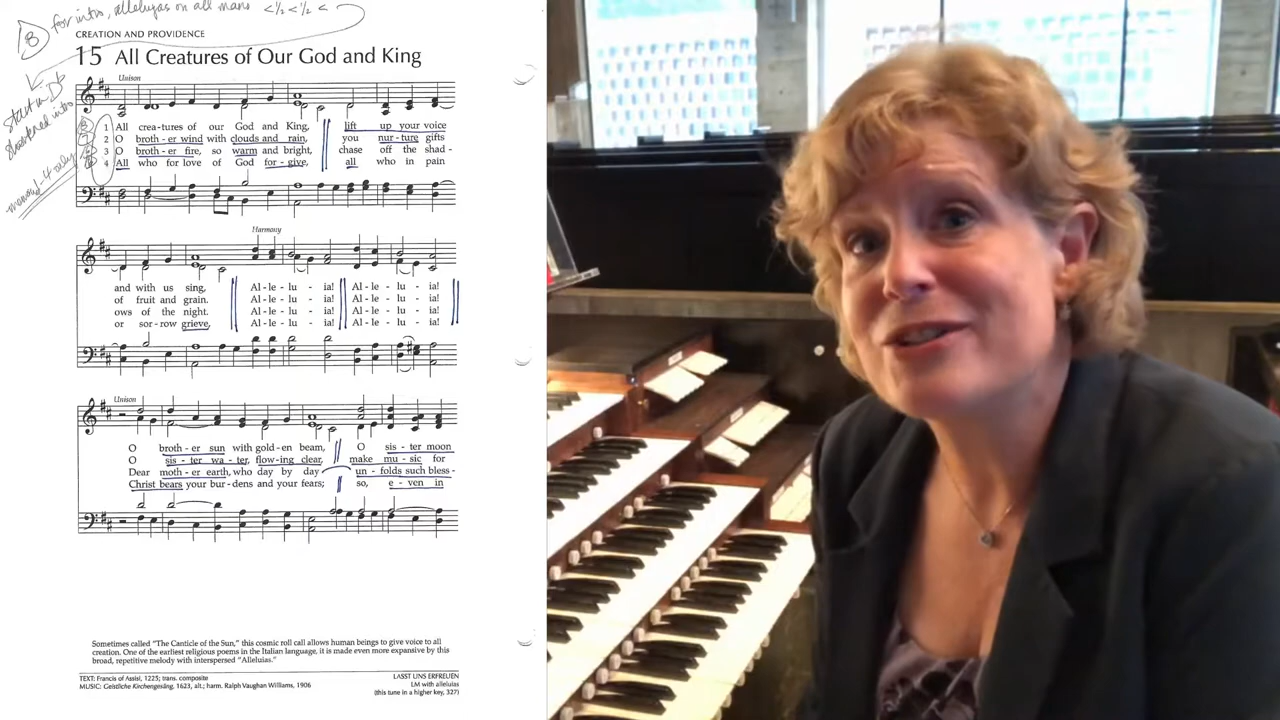 B for intro, alleluyas on all mans < ½ < ½ <
CREATION AND PROVIDENCE
15 All Creatures of Our God and King
start in D♭
shortened intro
Unison
1 All crea-tures of our God and King, lift up your voice
2 O broth-er wind with clouds and rain, you nur-ture gifts
3 O broth-er fire, so warm and bright, chase off the shad-
4 All who for love of God for-give, all who in pain
Harmony
and with us sing, Al-le-lu-ia! Al-le-lu-ia!
of fruit and grain. Al-le-lu-ia! Al-le-lu-ia!
ows of the night. Al-le-lu-ia! Al-le-lu-ia!
or sor-row grieve, Al-le-lu-ia! Al-le-lu-ia!
Unison
O broth-er sun with gold-en beam, O sis-ter moon
O sis-ter wa-ter, flow-ing clear, make mu-sic for
Dear moth-er earth, who day by day un-folds such bless-
Christ bears your bur-dens and your fears; so, e-ven in
Sometimes called "The Canticle of the Sun," this cosmic roll call allows human beings to give voice to all
creation. One of the earliest religious poems in the Italian language, it is made even more expansive by this
broad, repetitive melody with interspersed "Alleluias."
TEXT: Francis of Assisi, 1225; trans. composite
MUSIC: Geistliche Kirchengesäng, 1623, alt.; harm. Ralph Vaughan Williams, 1906
LASST UNS ERFREUEN
LM with alleluias
(this tune in a higher key, 327)